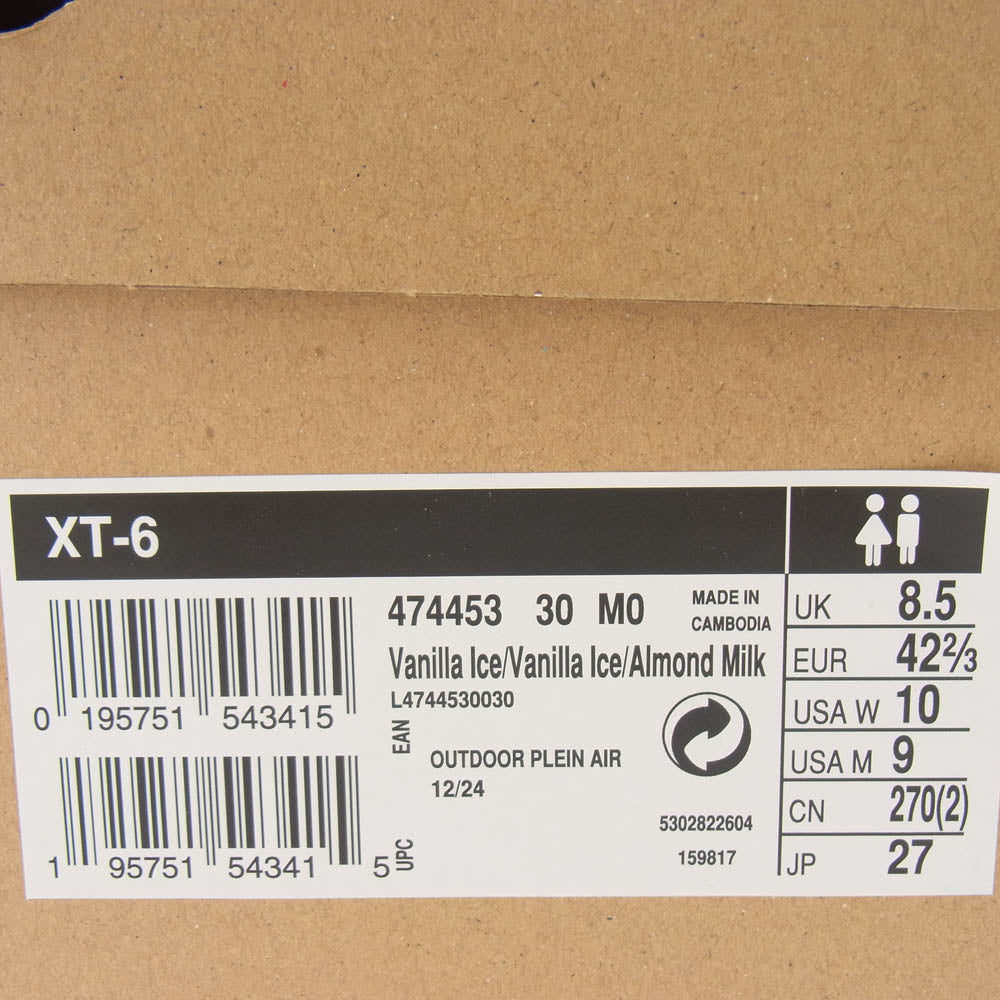 XT-6
474453 30 M0
MADE IN
CAMBODIA
Vanilla Ice/Vanilla Ice/Almond Milk
L4744530030
EAN
0 195751 543415
OUTDOOR PLEIN AIR
12/24
UPC
1 95751 54341 5
5302822604
159817
UK 8.5
EUR 42⅔
USA W 10
USA M 9
CN 270(2)
JP 27